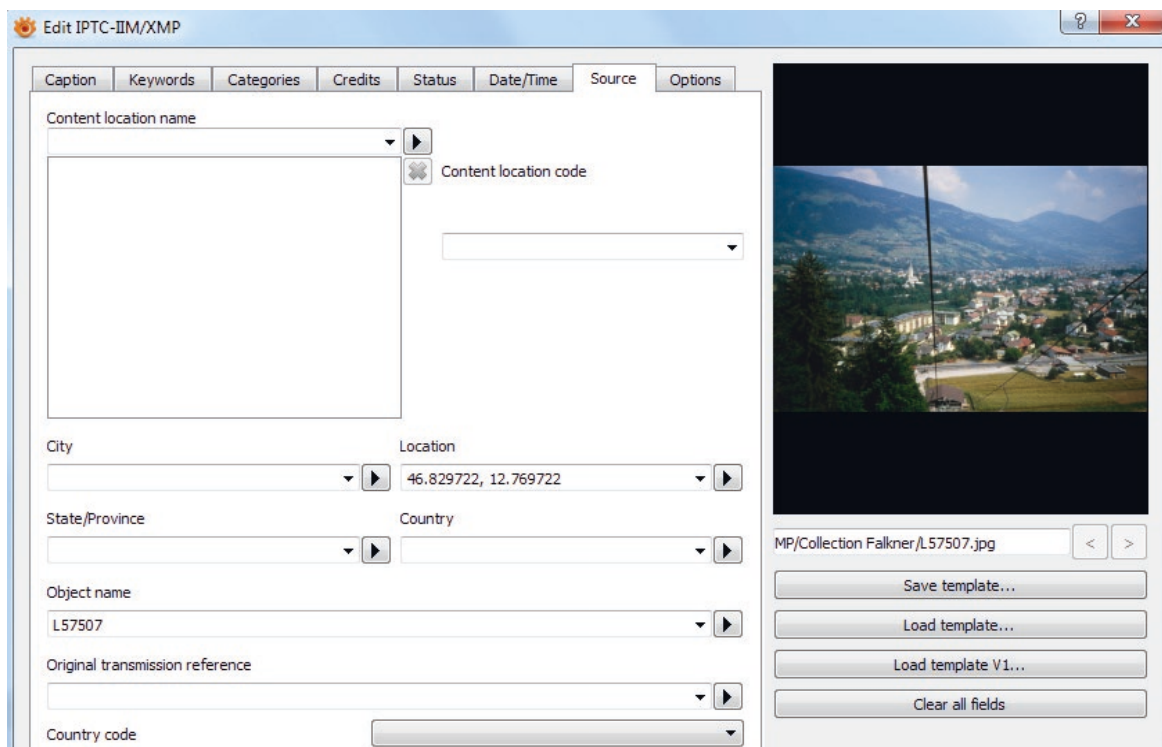 Edit IPTC-IIM/XMP
?
X
Caption Keywords Categories Credits Status Date/Time Source Options
Content location name
Content location code
City Location
46.829722, 12.769722
State/Province Country
MP/Collection Falkner/L57507.jpg < >
Save template...
Object name
L57507
Load template...
Original transmission reference
Load template V1...
Clear all fields
Country code